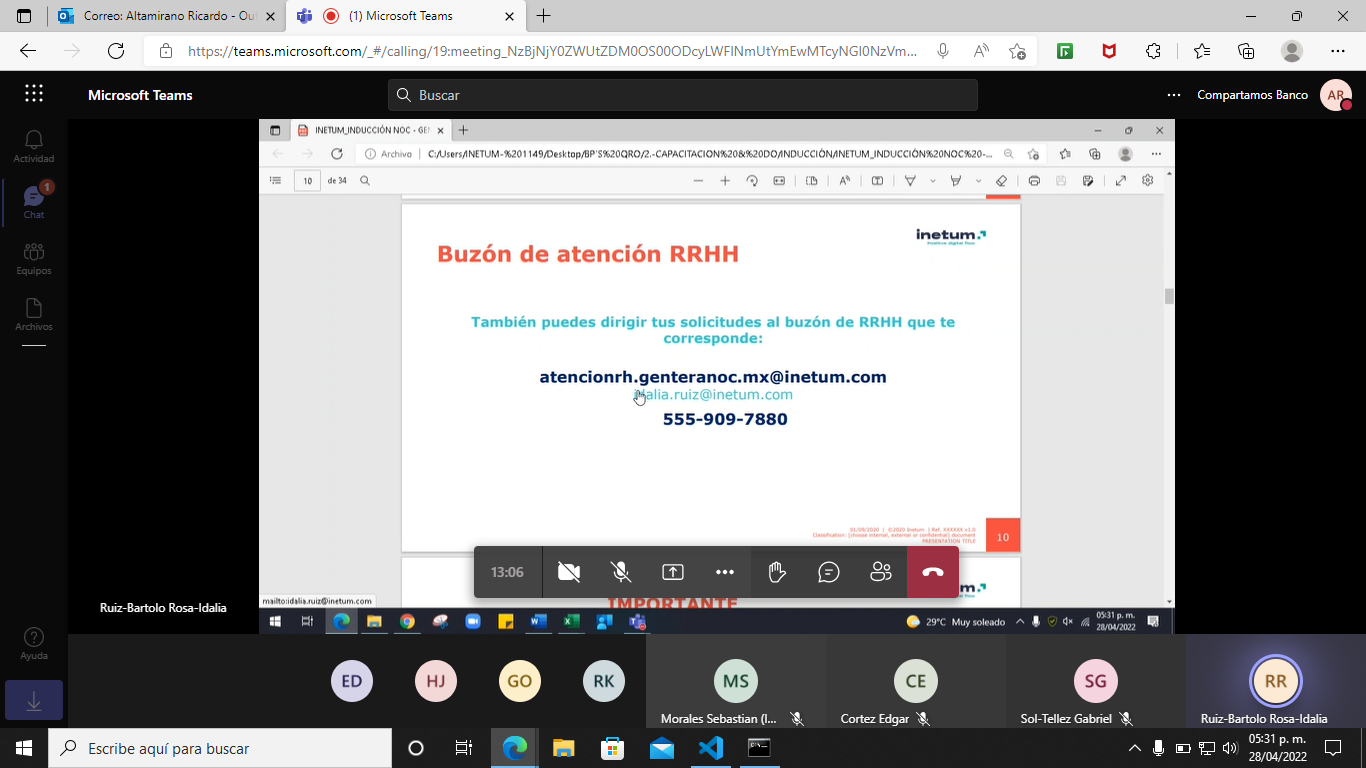 Correo: Altamirano Ricardo - Ou
(1) Microsoft Teams
https://teams.microsoft.com/_#/calling/19:meeting_NzBjNjY0ZWUtZDM0OS00ODcyLWFlNmUtYmEwMTcyNGI0NzVm...
Microsoft Teams
Buscar
Compartamos Banco
AR
Actividad
1
Chat
Equipos
Archivos
Ayuda
INETUM_INDUCCIÓN NOC - GEN
Archivo
C:/Users/INETUM-%201149/Desktop/BP'S%20QRO/2.-CAPACITACION%20&%20DO/INDUCCIÓN/INETUM_INDUCCIÓN%20NOC%20-...
10
de 34
inetum.
Positive digital flow
Buzón de atención RRHH
También puedes dirigir tus solicitudes al buzón de RRHH que te
corresponde:
atencionrh.genteranoc.mx@inetum.com
idalia.ruiz@inetum.com
555-909-7880
01/09/2020 | ©2020 Inetum | Ref. XXXXXX v1.0
Classification: [choose internal, external or confidential] document
PRESENTATION TITLE
10
13:06
IMPORTANTE
mailto:idalia.ruiz@inetum.com
29°C Muy soleado
05:31 p. m.
28/04/2022
Ruiz-Bartolo Rosa-Idalia
ED
HJ
GO
RK
MS
Morales Sebastian (I...
CE
Cortez Edgar
SG
Sol-Tellez Gabriel
RR
Ruiz-Bartolo Rosa-Idalia
Escribe aquí para buscar
05:31 p. m.
28/04/2022